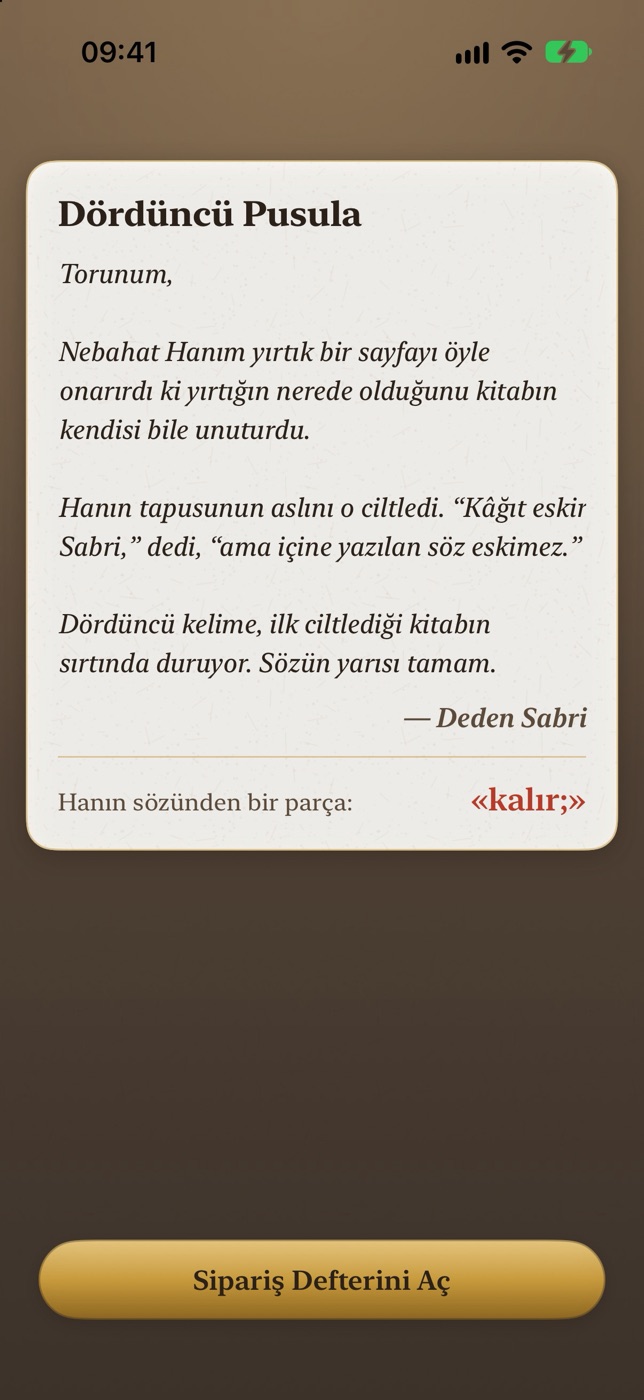 09:41
Dördüncü Pusula
Torunum,
Nebahat Hanım yırtık bir sayfayı öyle
onarırdı ki yırtığın nerede olduğunu kitabın
kendisi bile unuturdu.
Hanın tapusunun aslını o ciltledi. “Kâğıt eskir
Sabri,” dedi, “ama içine yazılan söz eskimez.”
Dördüncü kelime, ilk ciltlediği kitabın
sırtında duruyor. Sözün yarısı tamam.
— Deden Sabri
Hanın sözünden bir parça: «kalır;»
Sipariş Defterini Aç